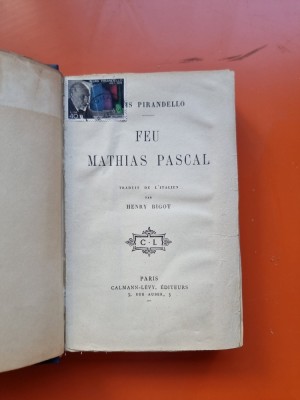 IS PIRANDELLO
FEU
MATHIAS PASCAL
TRADUIT DE L'ITALIEN
PAR
HENRY BIGOT
C-L
PARIS
CALMANN-LÉVY, ÉDITEURS
3, RUE AUBER, 3